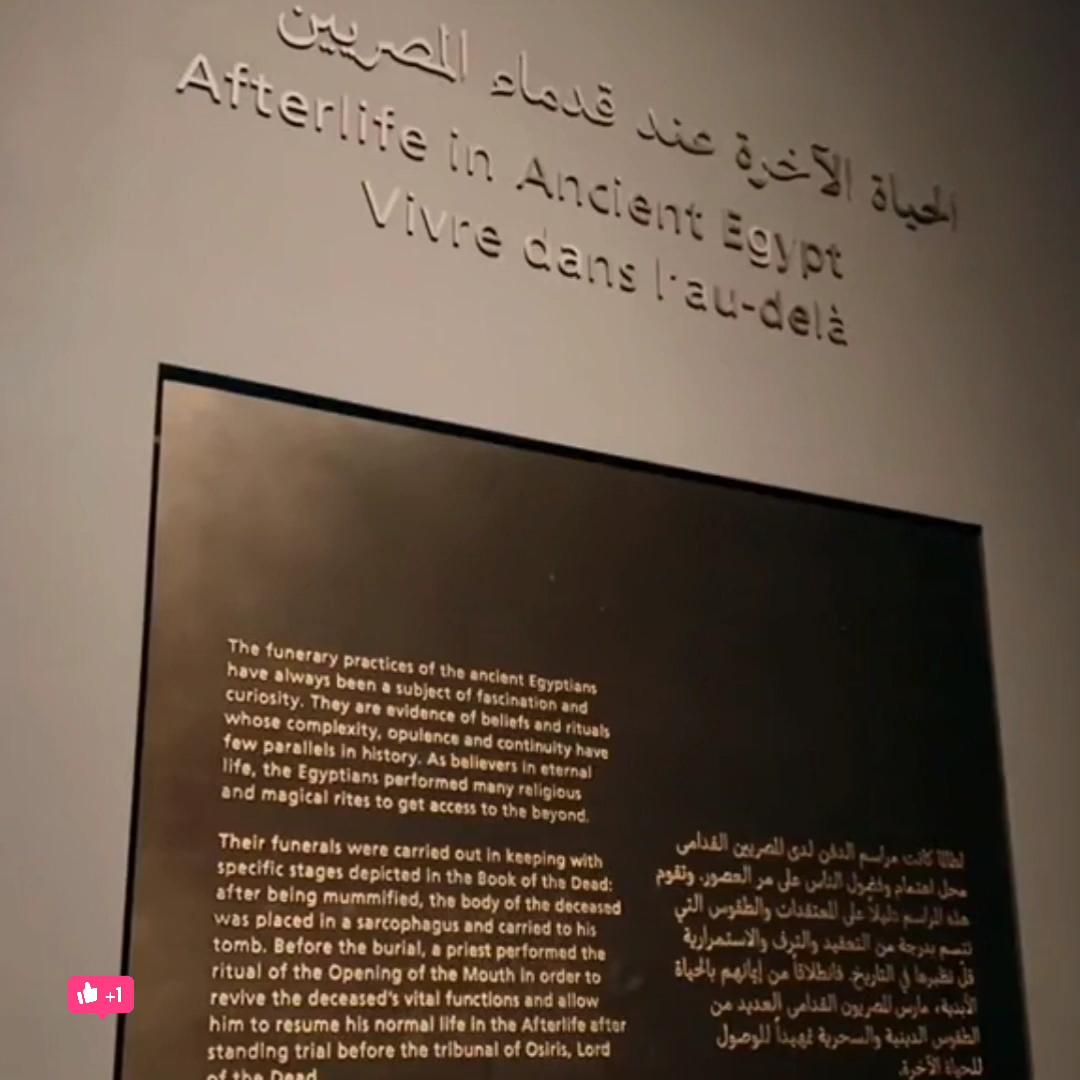 الحياة الآخرة عند قدماء المصريين
Afterlife in Ancient Egypt
Vivre dans l'au-delà
The funerary practices of the ancient Egyptians
have always been a subject of fascination and
curiosity. They are evidence of beliefs and rituals
whose complexity, opulence and continuity have
few parallels in history. As believers in eternal
life, the Egyptians performed many religious
and magical rites to get access to the beyond.
Their funerals were carried out in keeping with
specific stages depicted in the Book of the Dead:
after being mummified, the body of the deceased
was placed in a sarcophagus and carried to his
tomb. Before the burial, a priest performed the
ritual of the Opening of the Mouth in order to
revive the deceased's vital functions and allow
him to resume his normal life in the Afterlife after
standing trial before the tribunal of Osiris, Lord
of the Dead.
لطالما كانت مراسم الدفن لدى المصريين القدامى
محل اهتمام وفضول الناس على مر العصور. وتقوم
هذه المراسم دليلاً على المعتقدات والطقوس التي
تتسم بدرجة من التعقيد والترف والاستمرارية
قلّ نظيرها في التاريخ. فانطلاقاً من إيمانهم بالحياة
الأبدية، مارس المصريون القدامى العديد من
الطقوس الدينية والسحرية تمهيداً للوصول
للحياة الآخرة.
+1